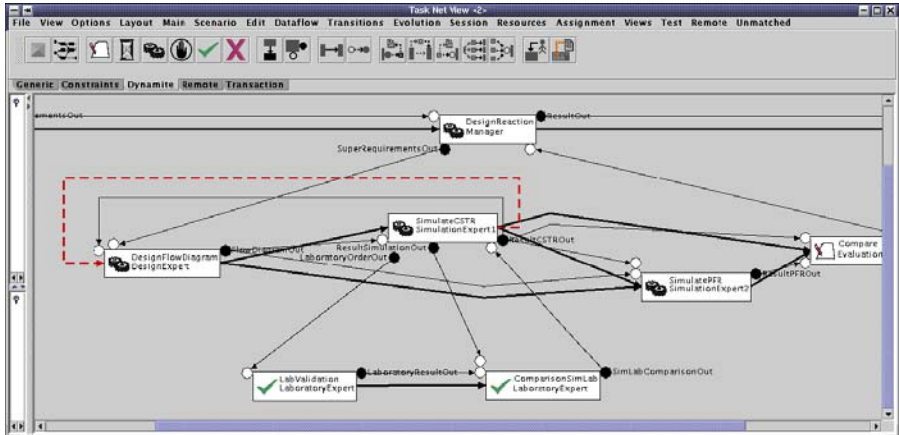 Task Net View <2>
File View Options Layout Main Scenario Edit Dataflow Transitions Evolution Session Resources Assignment Views Test Remote Unmatched
Generic Constraints Dynamite Remote Transaction
ementsOut
DesignReaction
Manager
ResultOut
SuperRequirementsOut
SimulateCSTR
SimulationExpert1
FlowDiagramOut
ResultSimulationOut
ResultCSTROut
LaboratoryOrderOut
DesignFlowDiagram
DesignExpert
Compare
Evaluation
SimulatePFR
SimulationExpert2
ResultPFROut
LabValidation
LaboratoryExpert
LaboratoryResultOut
ComparisonSimLab
LaboratoryExpert
SimLabComparisonOut